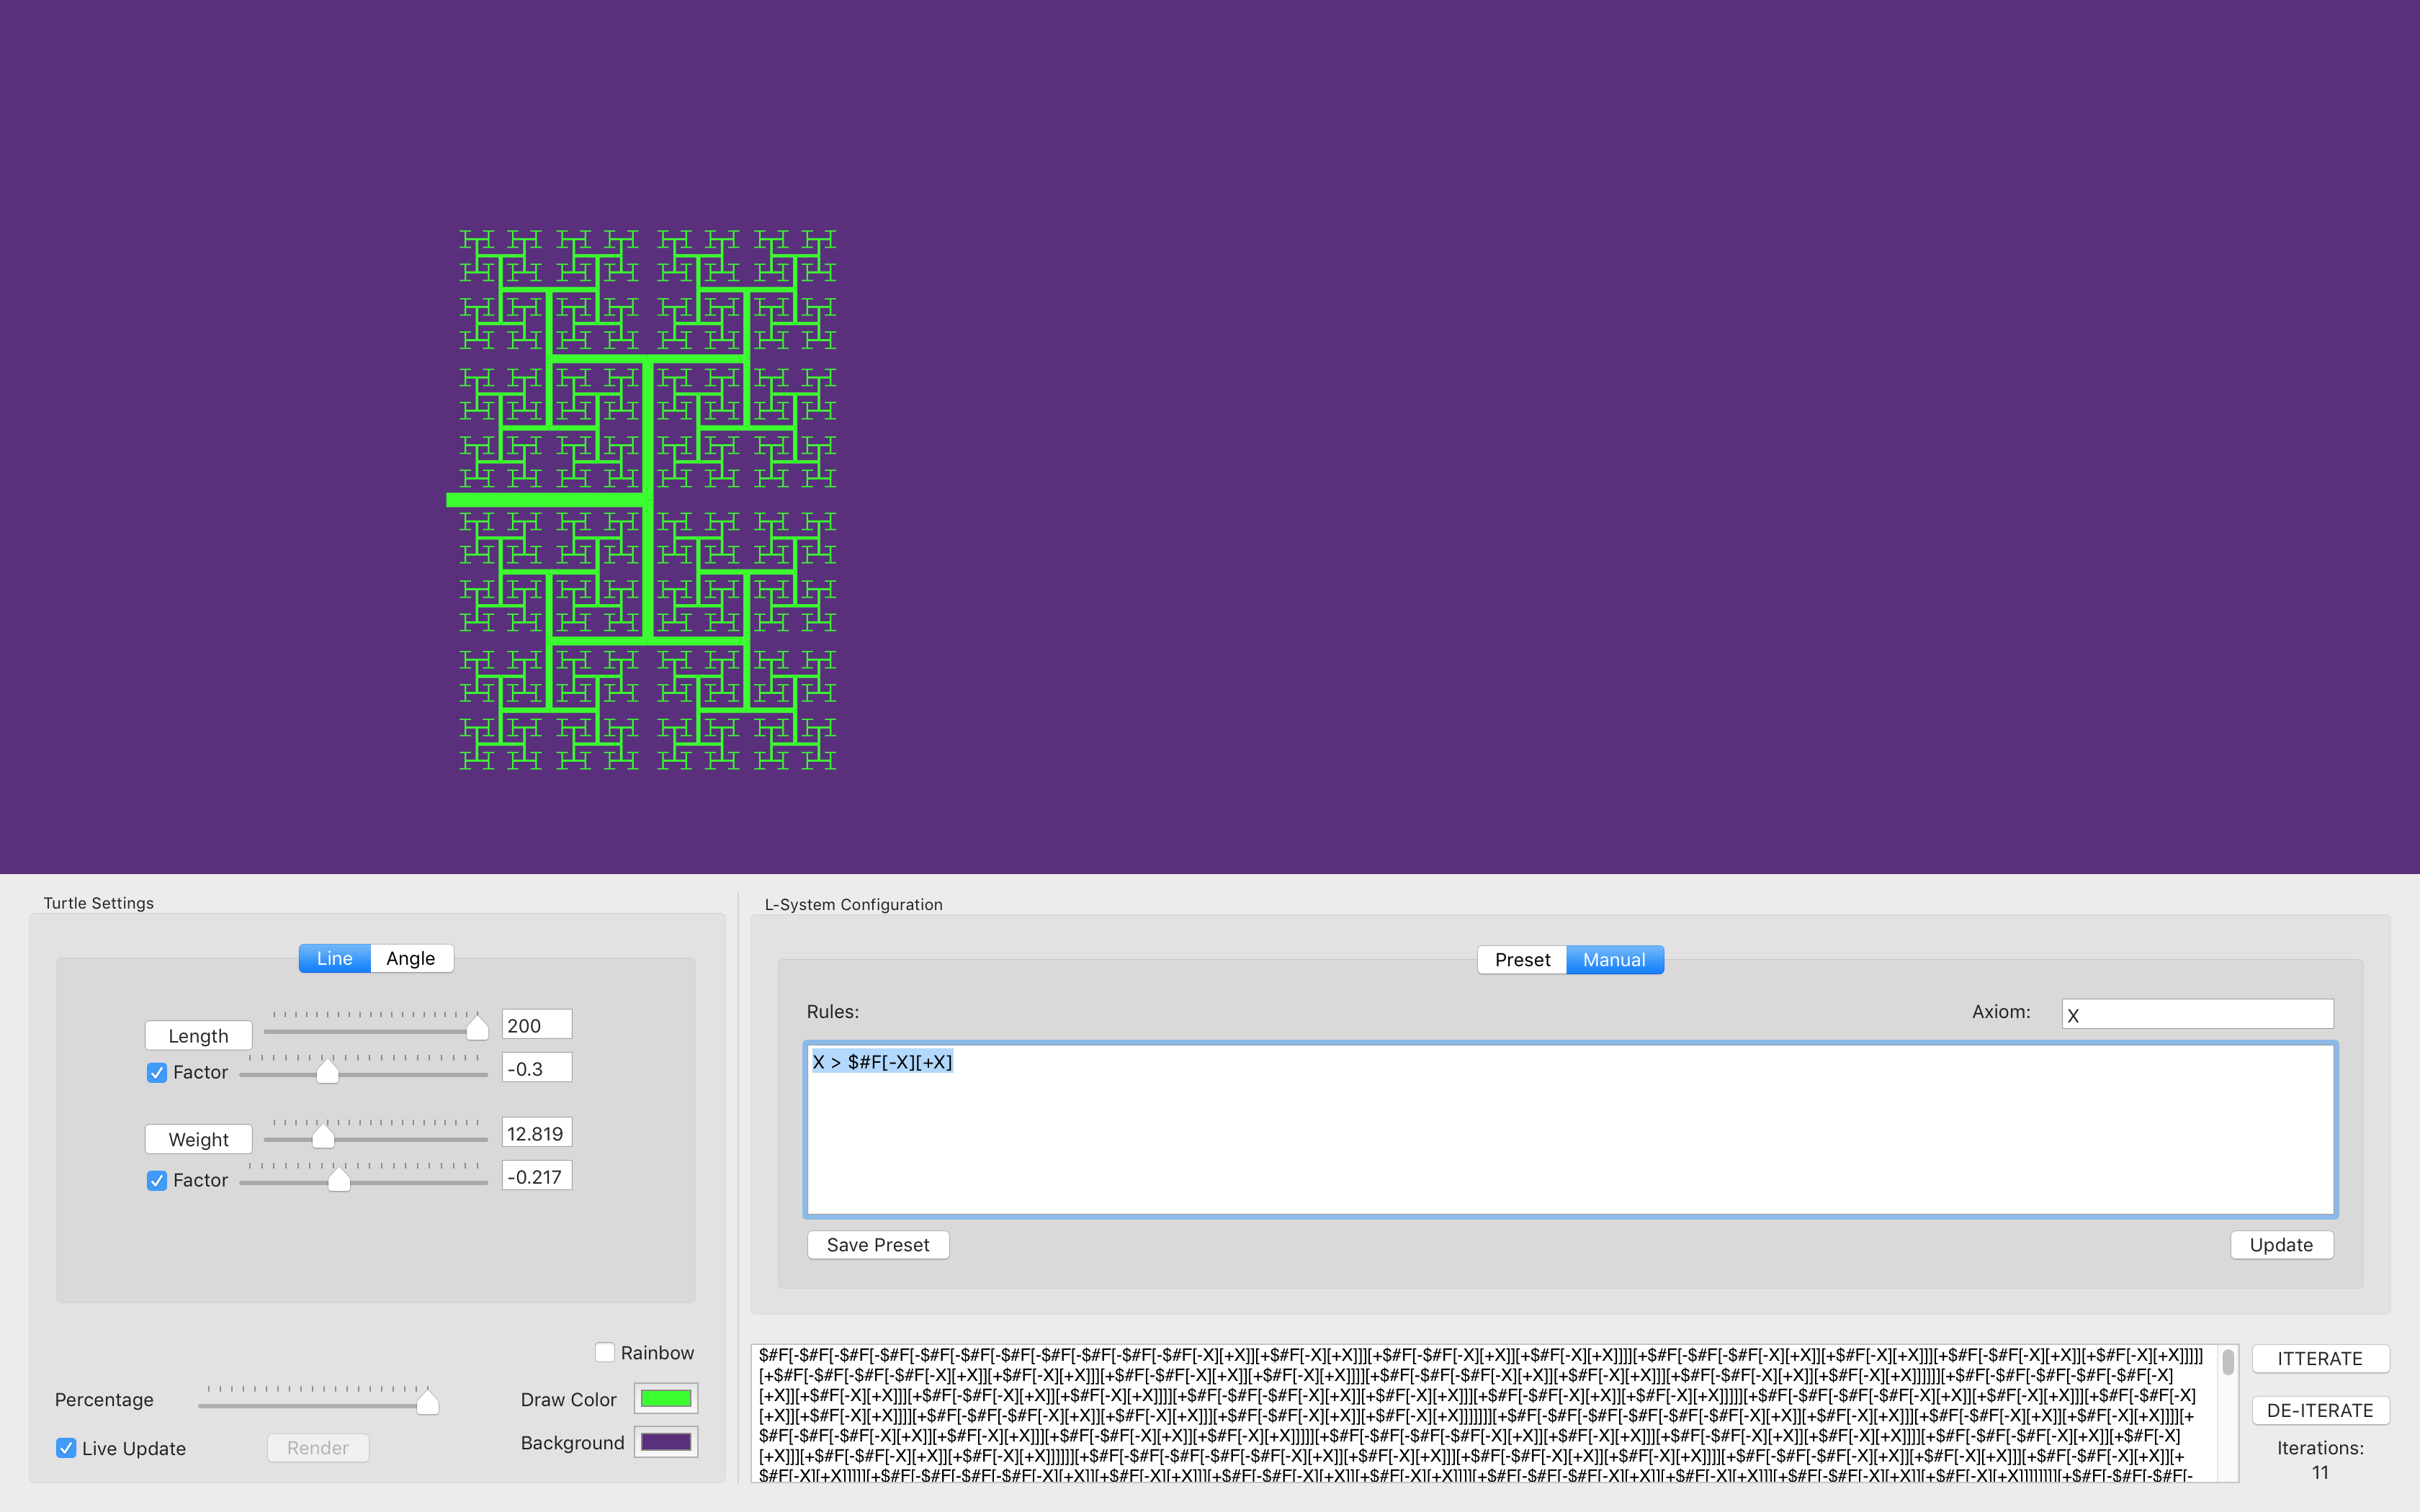 Turtle Settings
Line
Angle
Length
200
Factor
-0.3
Weight
12.819
Factor
-0.217
Rainbow
Percentage
Draw Color
Live Update
Render
Background
L-System Configuration
Preset
Manual
Rules:
Axiom:
X
X > $#F[-X][+X]
Save Preset
Update
$#F[-$#F[-$#F[-$#F[-$#F[-$#F[-$#F[-$#F[-$#F[-$#F[-$#F[-X][+X]][+$#F[-X][+X]]][+$#F[-$#F[-X][+X]][+$#F[-X][+X]]]][+$#F[-$#F[-$#F[-X][+X]][+$#F[-X][+X]]][+$#F[-$#F[-X][+X]][+$#F[-X][+X]]]]]
[+$#F[-$#F[-$#F[-$#F[-X][+X]][+$#F[-X][+X]]][+$#F[-$#F[-X][+X]][+$#F[-X][+X]]]][+$#F[-$#F[-$#F[-X][+X]][+$#F[-X][+X]]][+$#F[-$#F[-X][+X]][+$#F[-X][+X]]]]]][+$#F[-$#F[-$#F[-$#F[-$#F[-X]
[+X]][+$#F[-X][+X]]][+$#F[-$#F[-X][+X]][+$#F[-X][+X]]]][+$#F[-$#F[-$#F[-X][+X]][+$#F[-X][+X]]][+$#F[-$#F[-X][+X]][+$#F[-X][+X]]]]][+$#F[-$#F[-$#F[-$#F[-X][+X]][+$#F[-X][+X]]][+$#F[-$#F[-X]
[+X]][+$#F[-X][+X]]]][+$#F[-$#F[-$#F[-X][+X]][+$#F[-X][+X]]][+$#F[-$#F[-X][+X]][+$#F[-X][+X]]]]]]][+$#F[-$#F[-$#F[-$#F[-$#F[-$#F[-X][+X]][+$#F[-X][+X]]][+$#F[-$#F[-X][+X]][+$#F[-X][+X]]]][+
$#F[-$#F[-$#F[-X][+X]][+$#F[-X][+X]]][+$#F[-$#F[-X][+X]][+$#F[-X][+X]]]]][+$#F[-$#F[-$#F[-$#F[-X][+X]][+$#F[-X][+X]]][+$#F[-$#F[-X][+X]][+$#F[-X][+X]]]][+$#F[-$#F[-$#F[-X][+X]][+$#F[-X]
[+X]]][+$#F[-$#F[-X][+X]][+$#F[-X][+X]]]]]][+$#F[-$#F[-$#F[-$#F[-$#F[-X][+X]][+$#F[-X][+X]]][+$#F[-$#F[-X][+X]][+$#F[-X][+X]]]][+$#F[-$#F[-$#F[-X][+X]][+$#F[-X][+X]]][+$#F[-$#F[-X][+X]][+
ITTERATE
DE-ITERATE
Iterations:
11